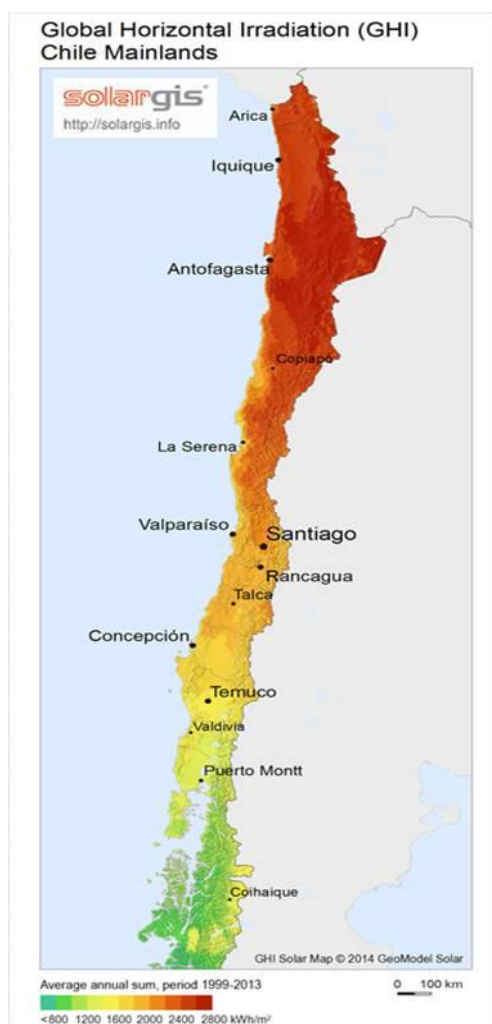 Global Horizontal Irradiation (GHI)
Chile Mainlands
solargis
http://solargis.info
Arica
Iquique
Antofagasta
Copiapó
La Serena
Valparaíso
Santiago
Rancagua
Talca
Concepción
Temuco
Valdivia
Puerto Montt
Coihaique
GHI Solar Map © 2014 GeoModel Solar
Average annual sum, period 1999-2013
0 100 km
<800 1200 1600 2000 2400 2800 kWh/m²